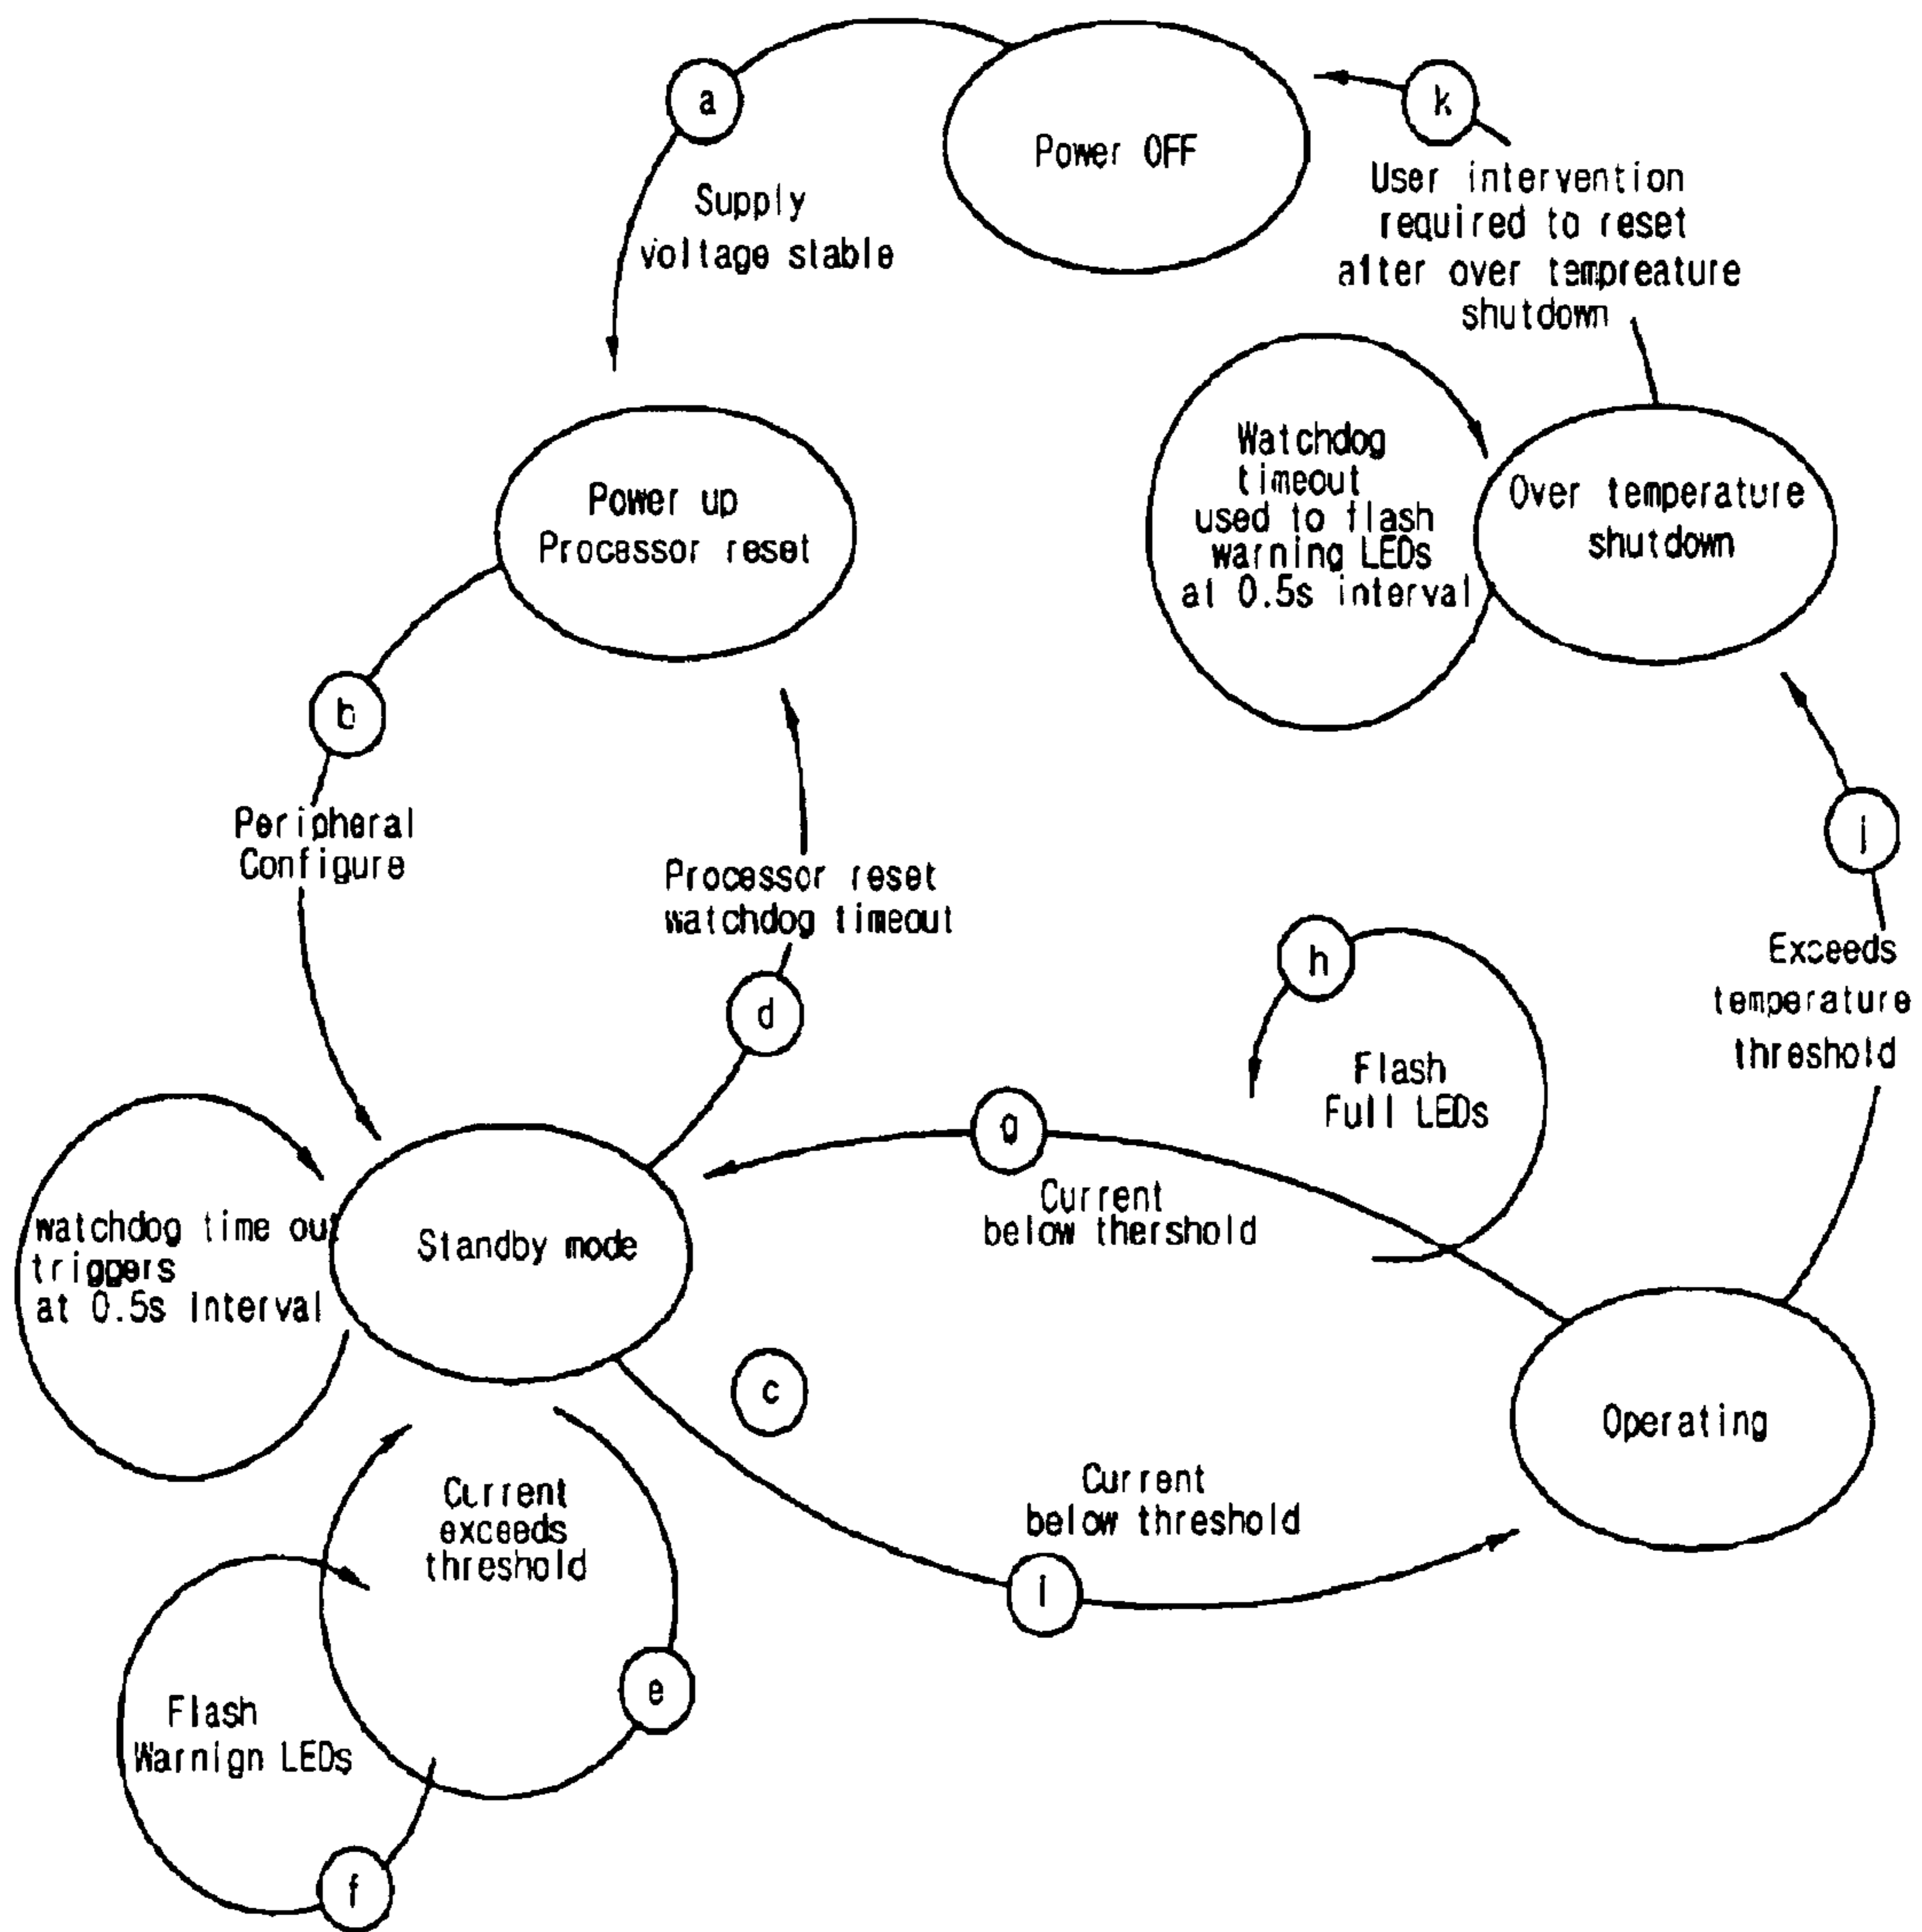 a
Power OFF
k
Supply
voltage stable
User intervention
required to reset
after over tempreature
shutdown
Power up
Processor reset
Watchdog
timeout
used to flash
warning LEDs
at 0.5s interval
Over temperature
shutdown
b
Peripheral
Configure
Processor reset
watchdog timeout
d
j
Exceeds
temperature
threshold
h
Flash
Full LEDs
g
Current
below thershold
watchdog time out
triggers
at 0.5s interval
Standby mode
c
Operating
Current
below threshold
i
Current
exceeds
threshold
e
Flash
Warnign LEDs
f